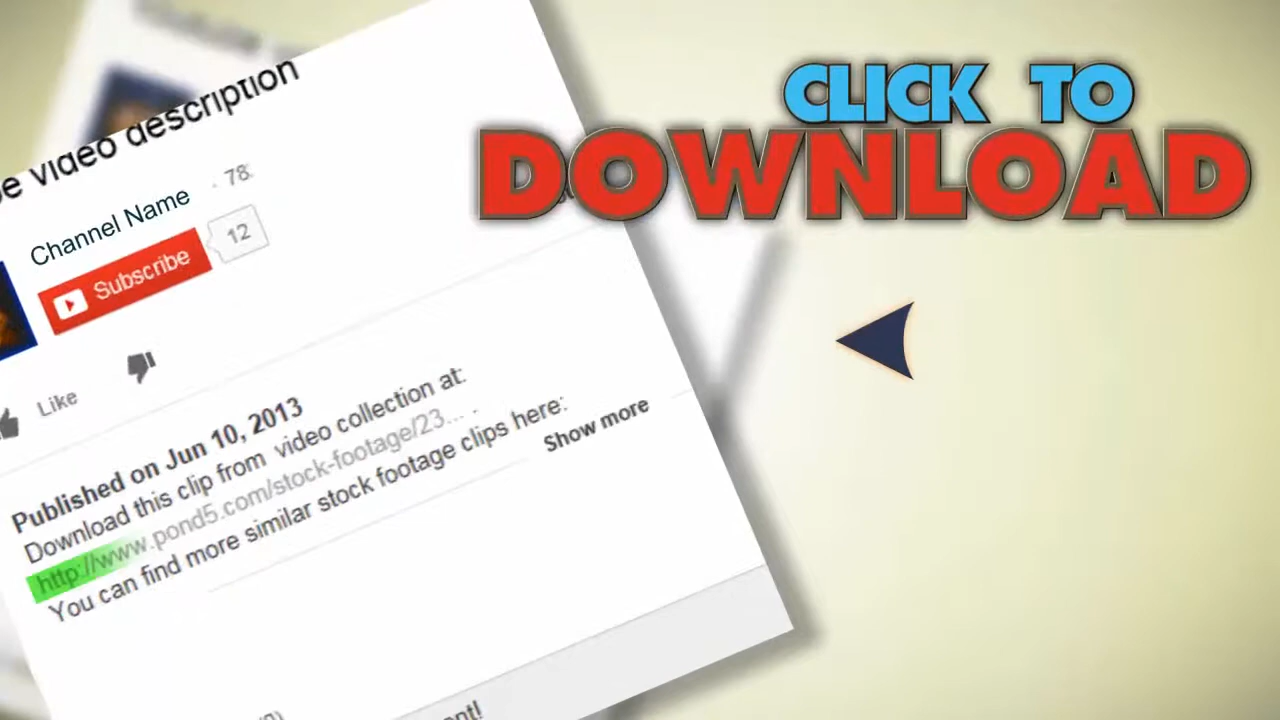 CLICK TO
DOWNLOAD
video description
Channel Name
78
Subscribe
12
Like
Published on Jun 10, 2013
Download this clip from video collection at:
http://www.pond5.com/stock-footage/23...
You can find more similar stock footage clips here:
Show more